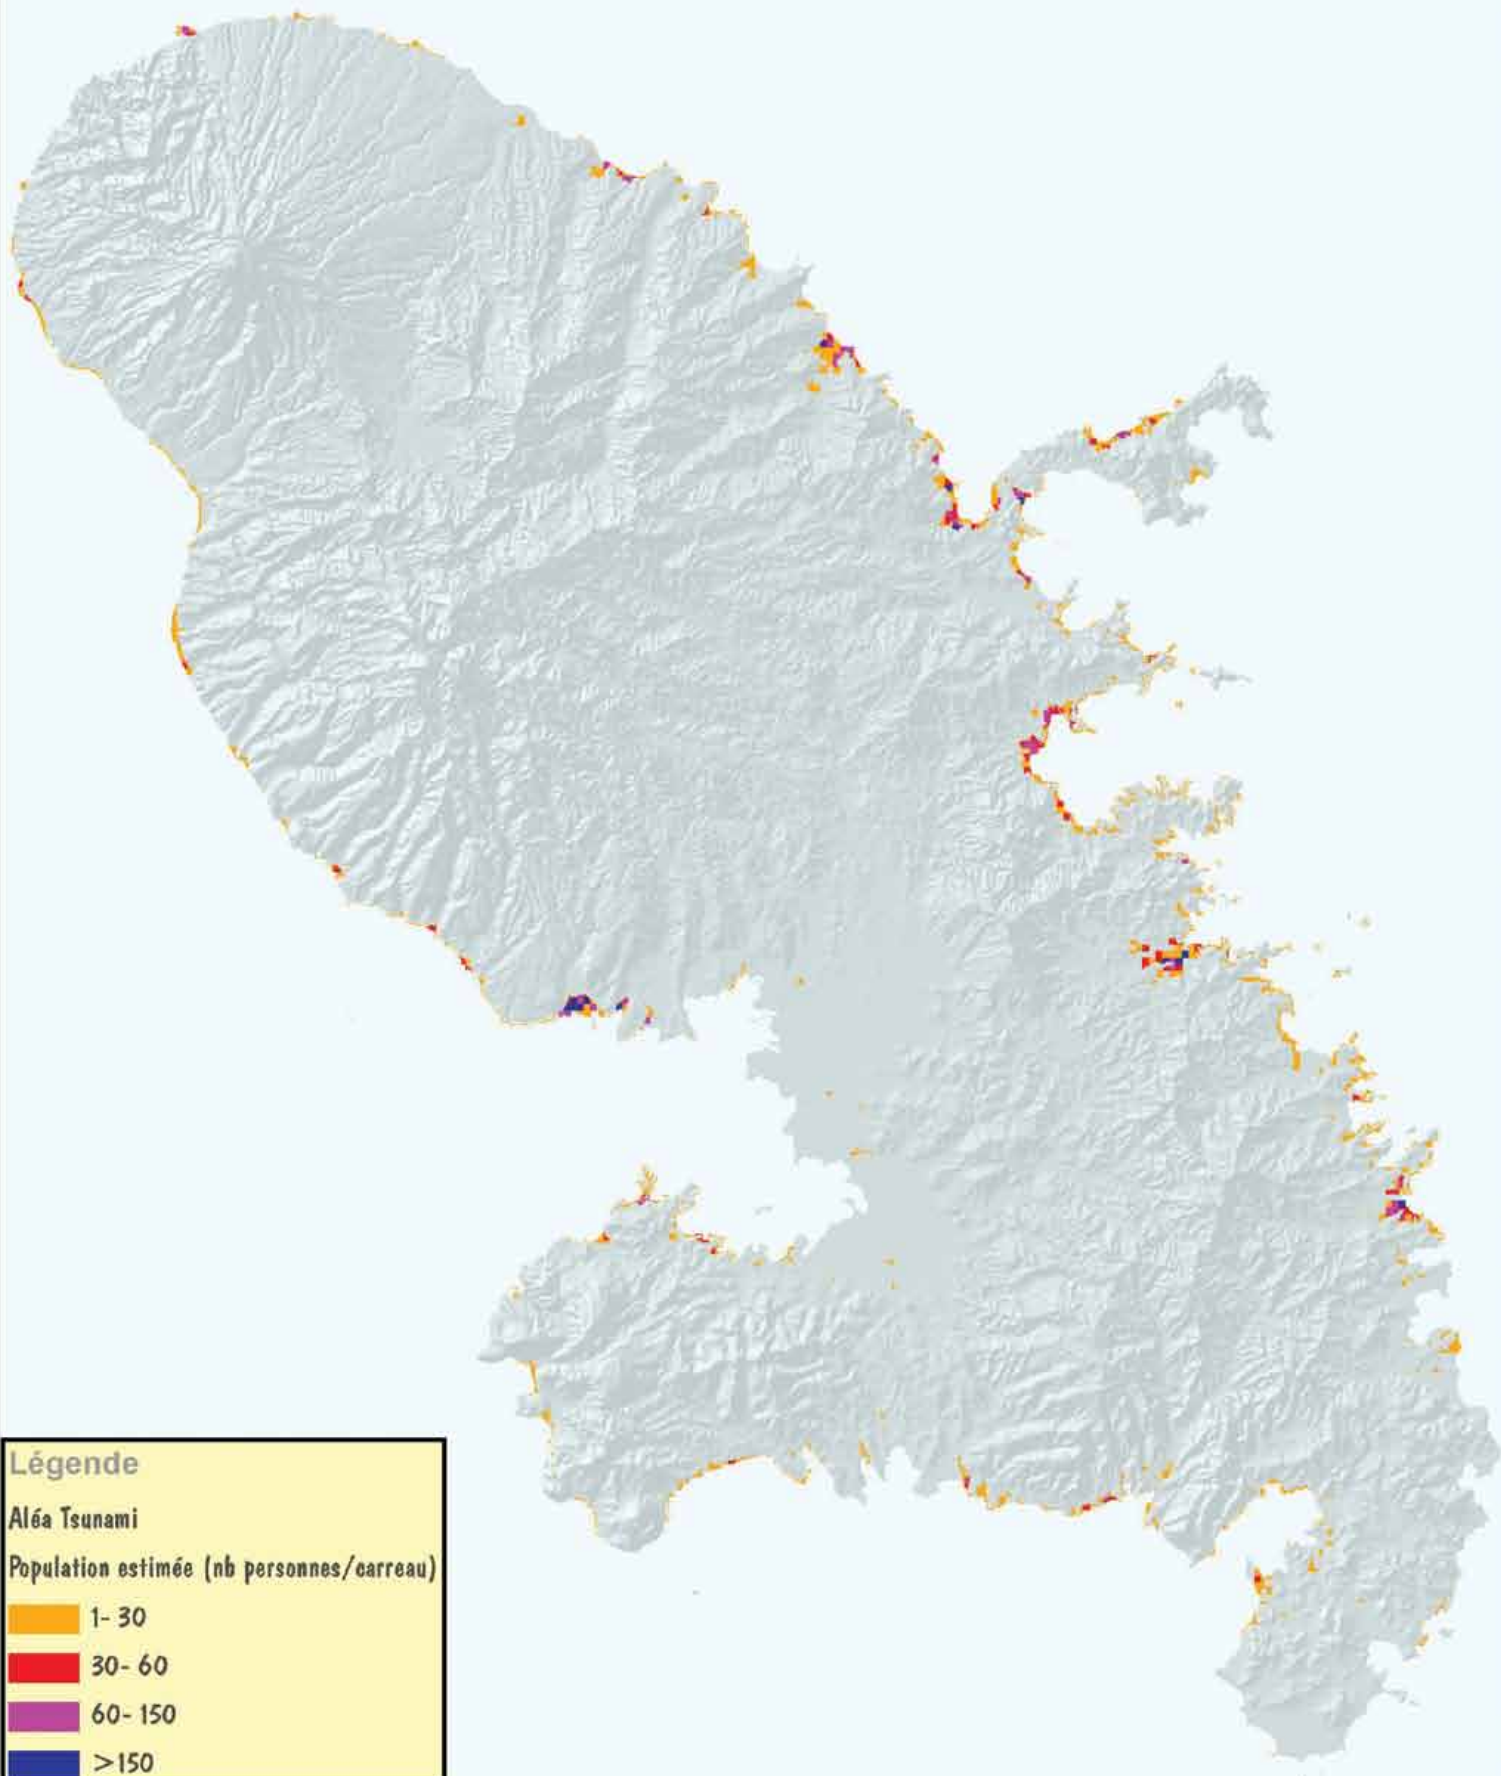 Légende
Aléa Tsunami
Population estimée (nb personnes/carreau)
1- 30
30- 60
60- 150
>150